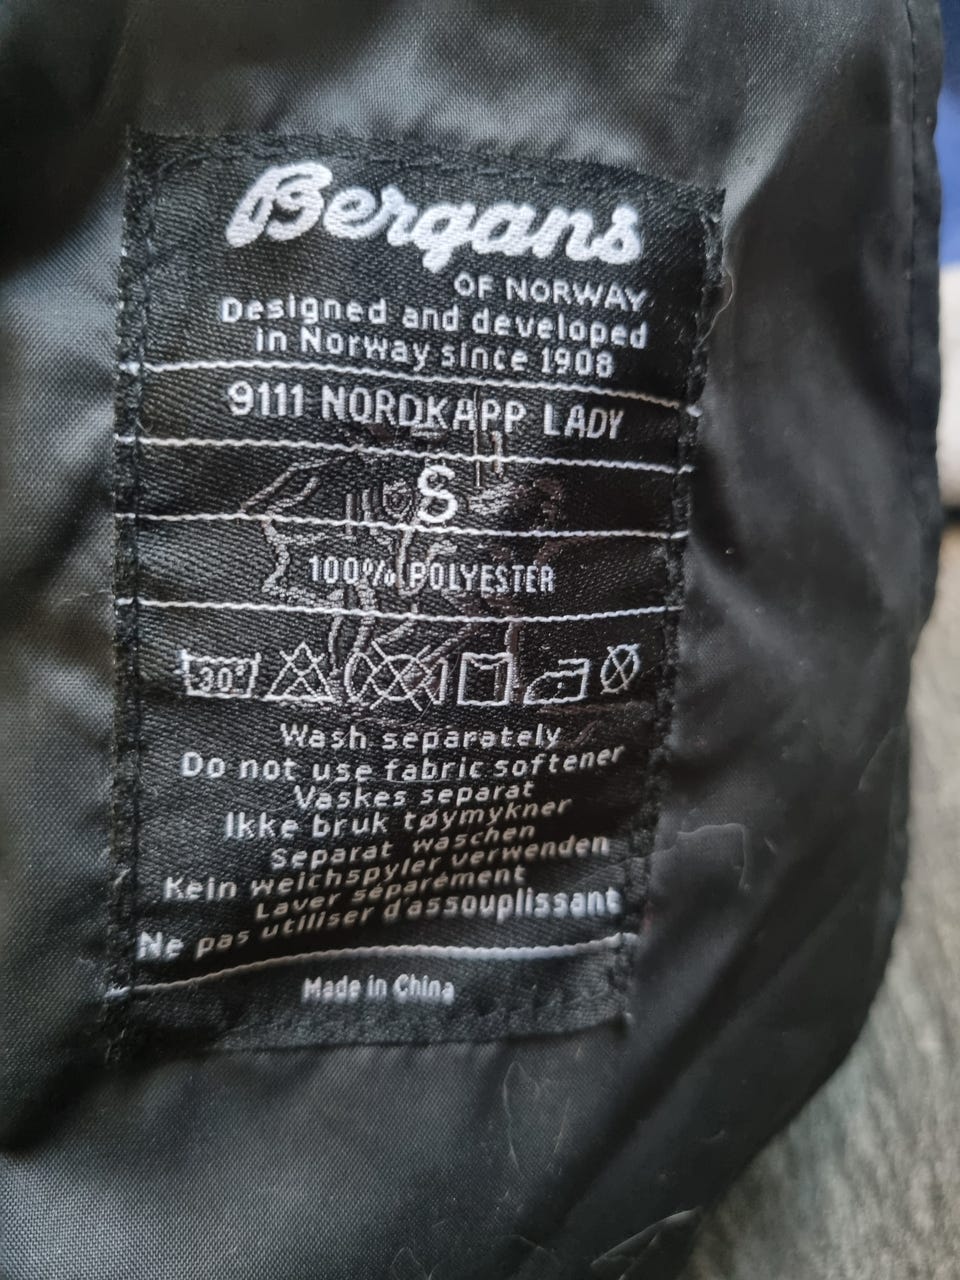 Bergans
OF NORWAY
Designed and developed
in Norway since 1908
9111 NORDKAPP LADY
S
100% POLYESTER
30°
Wash separately
Do not use fabric softener
Vaskes separat
Ikke bruk tøymykner
Separat waschen
Kein weichspyler verwenden
Laver séparément
Ne pas utiliser d'assouplissant
Made in China